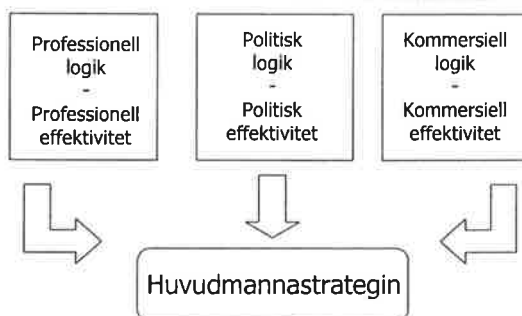 Professionell
logik
-
Professionell
effektivitet
Politisk
logik
-
Politisk
effektivitet
Kommersiell
logik
-
Kommersiell
effektivitet
Huvudmannastrategin